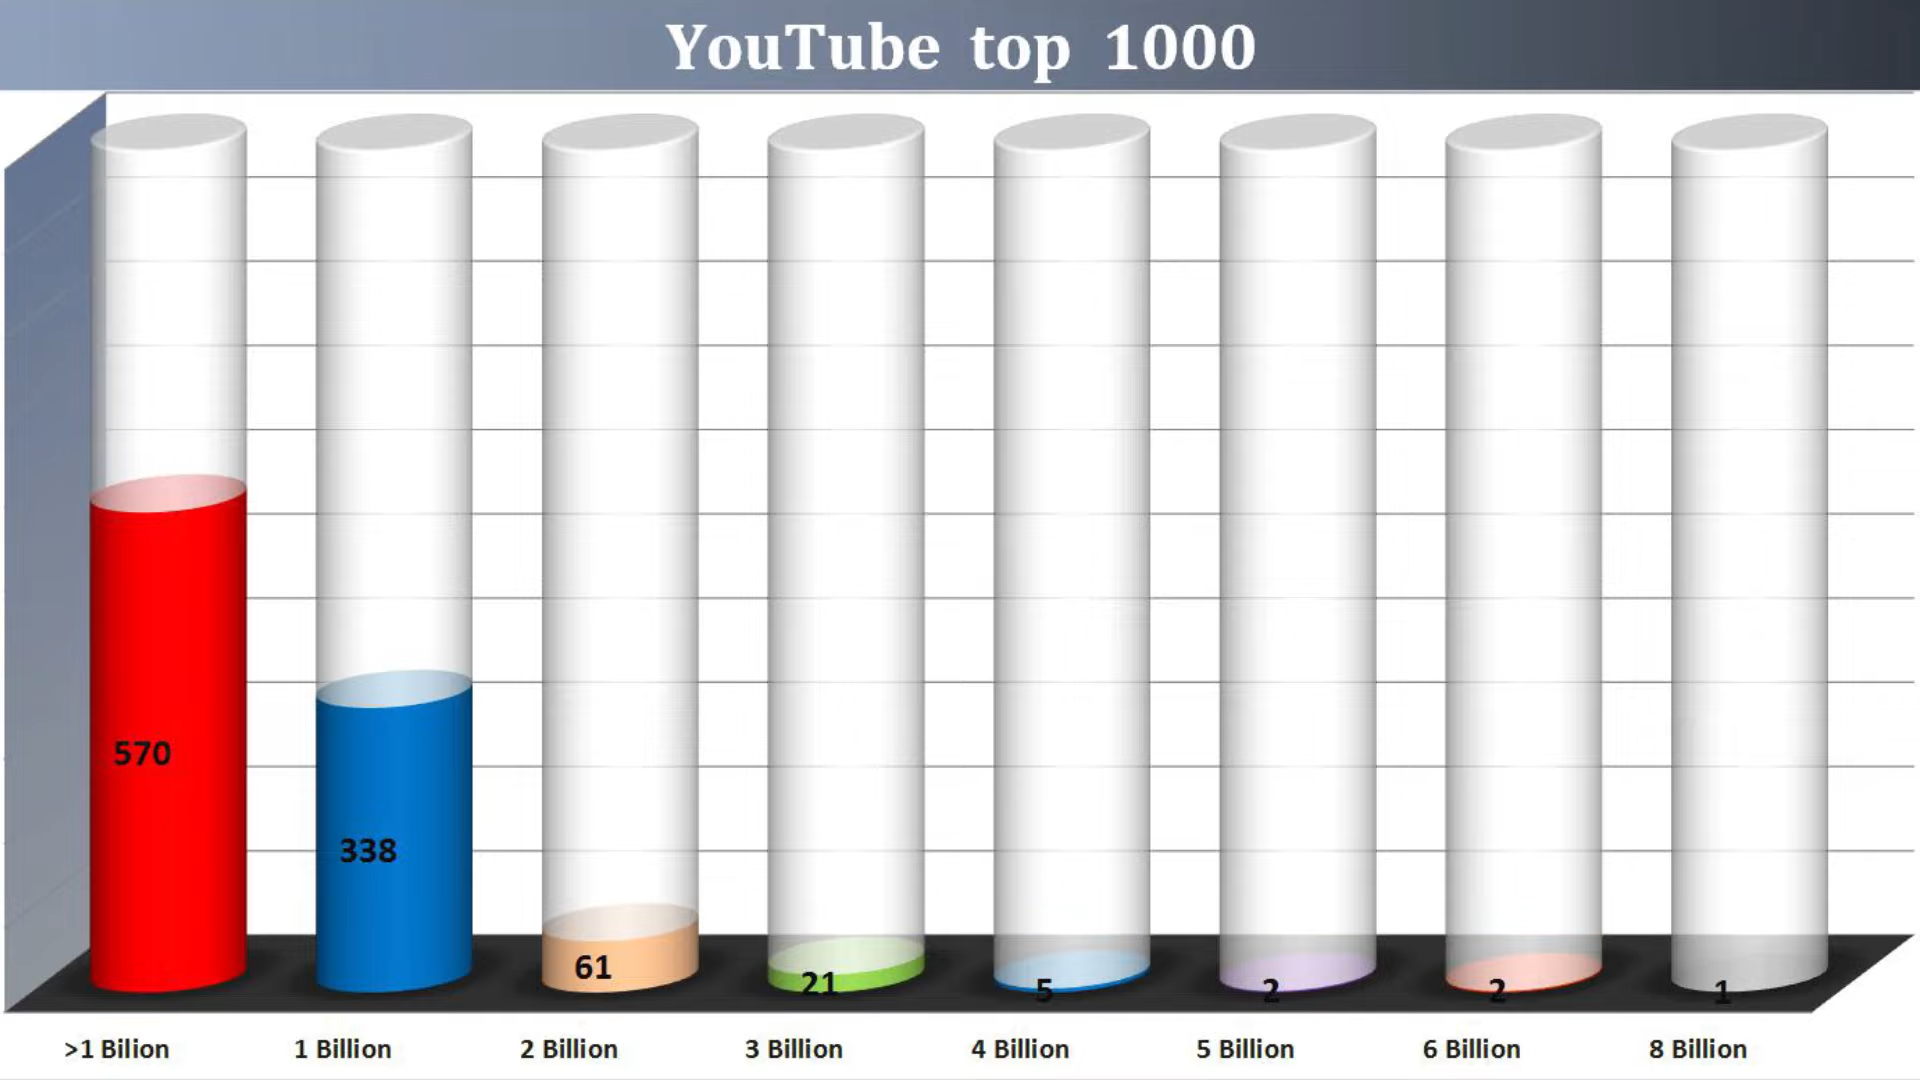 YouTube top 1000
570
338
61
21
5
2
2
1
>1 Bilion
1 Billion
2 Billion
3 Billion
4 Billion
5 Billion
6 Billion
8 Billion